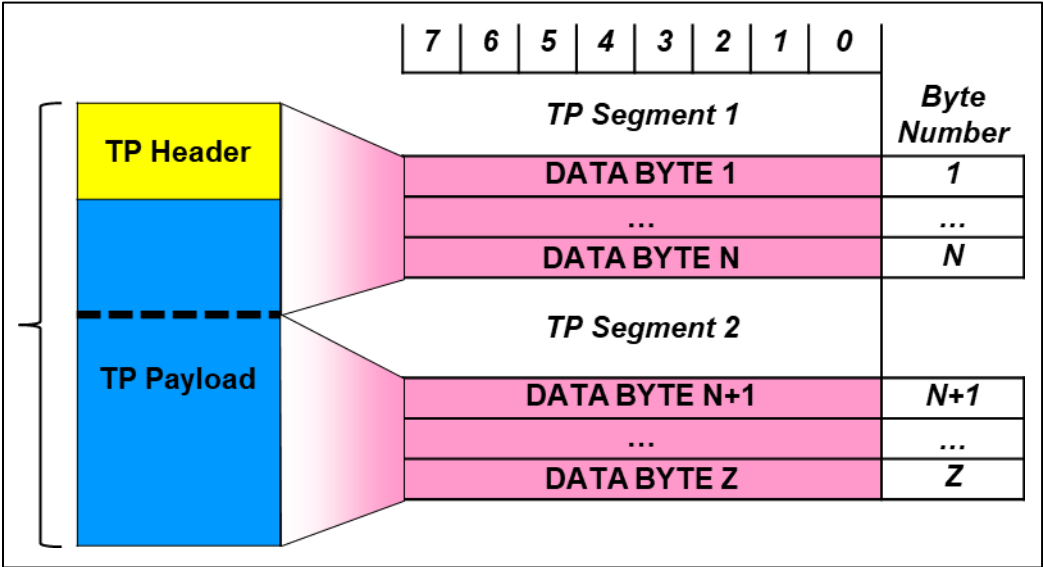 7 6 5 4 3 2 1 0
TP Segment 1
Byte
Number
TP Header
DATA BYTE 1 1
... ...
DATA BYTE N N
TP Segment 2
TP Payload
DATA BYTE N+1 N+1
... ...
DATA BYTE Z Z